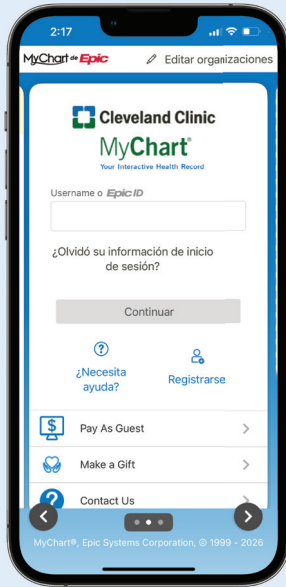 2:17
MyChart de Epic Editar organizaciones
Cleveland Clinic
MyChart®
Your Interactive Health Record
Username o EpicID
¿Olvidó su información de inicio
de sesión?
Continuar
¿Necesita
ayuda?
Registrarse
$ Pay As Guest
Make a Gift
? Contact Us
MyChart®, Epic Systems Corporation, © 1999 - 2026